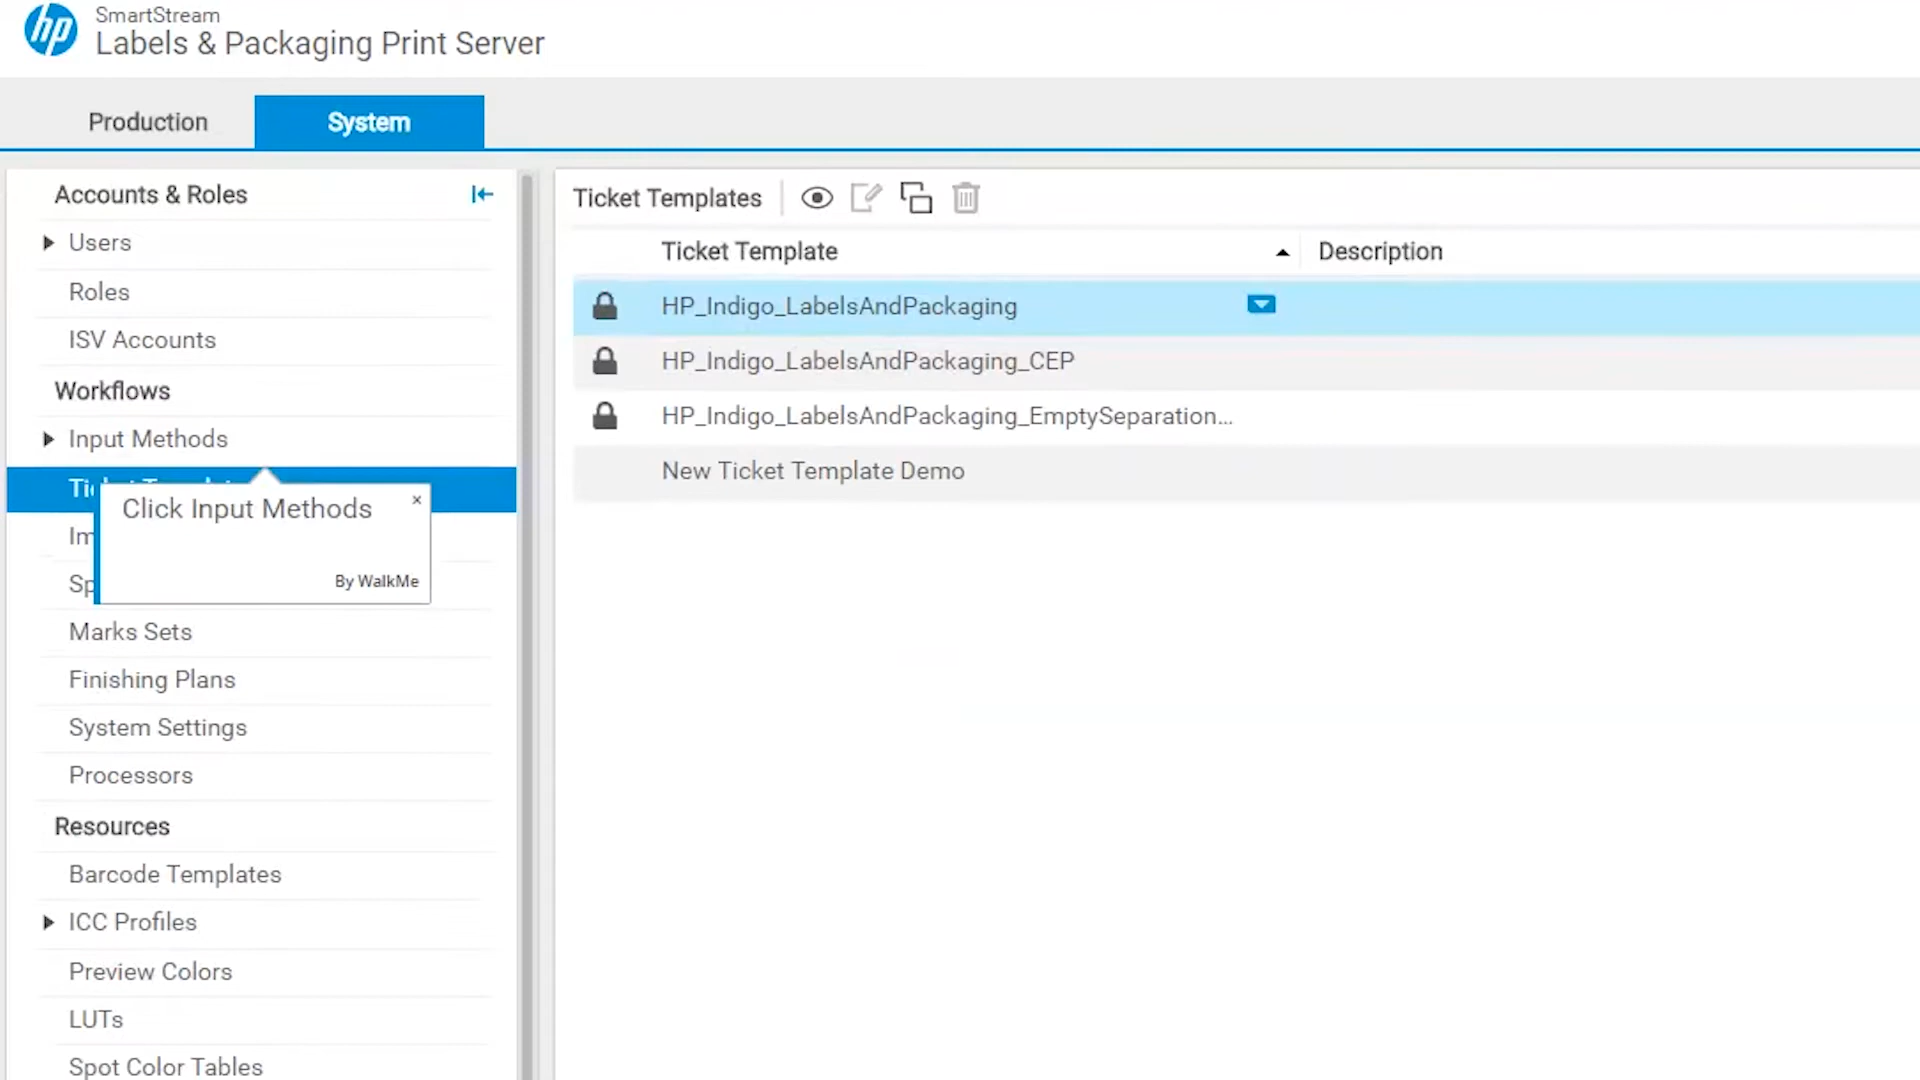 hp
SmartStream
Labels & Packaging Print Server
Production
System
Accounts & Roles
Users
Roles
ISV Accounts
Workflows
Input Methods
Click Input Methods
×
By WalkMe
Marks Sets
Finishing Plans
System Settings
Processors
Resources
Barcode Templates
ICC Profiles
Preview Colors
LUTs
Spot Color Tables
Ticket Templates
Ticket Template
Description
HP_Indigo_LabelsAndPackaging
HP_Indigo_LabelsAndPackaging_CEP
HP_Indigo_LabelsAndPackaging_EmptySeparation...
New Ticket Template Demo